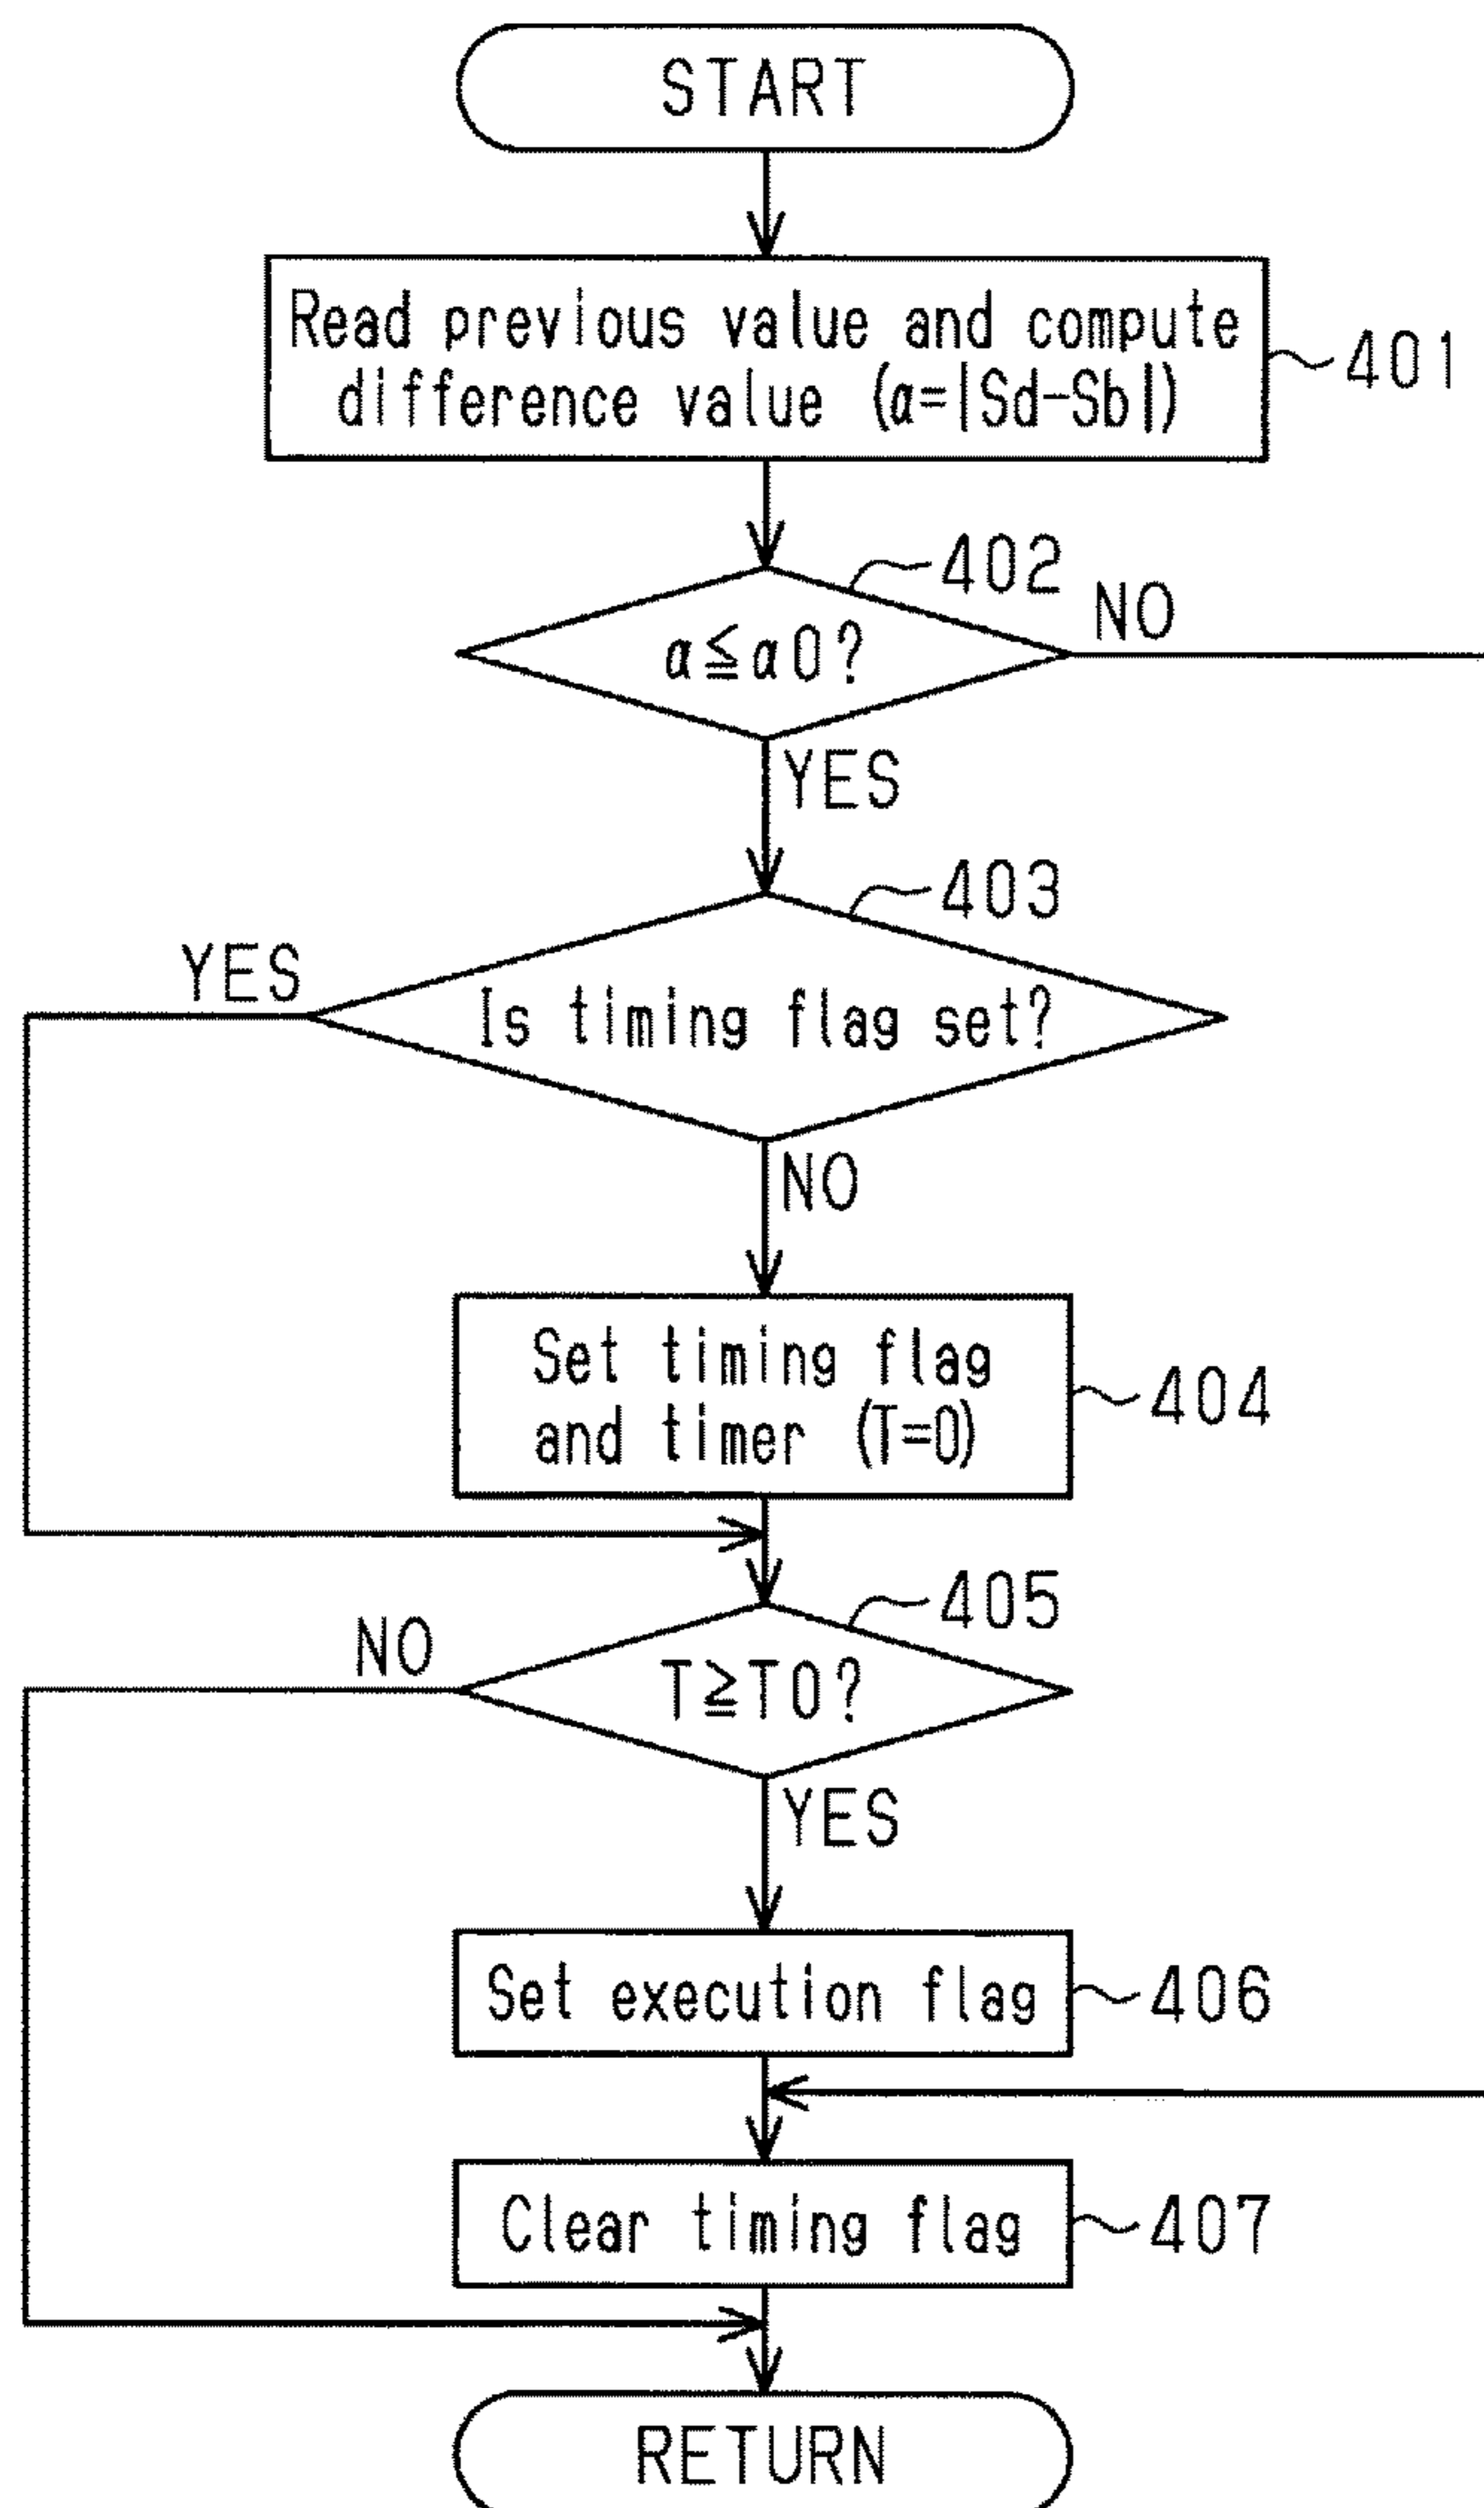 START
Read previous value and compute
difference value (α=|Sd-Sb|)
401
402
α≦α0?
NO
YES
403
YES
Is timing flag set?
NO
Set timing flag
and timer (T=0)
404
405
NO
T≧T0?
YES
Set execution flag
406
Clear timing flag
407
RETURN